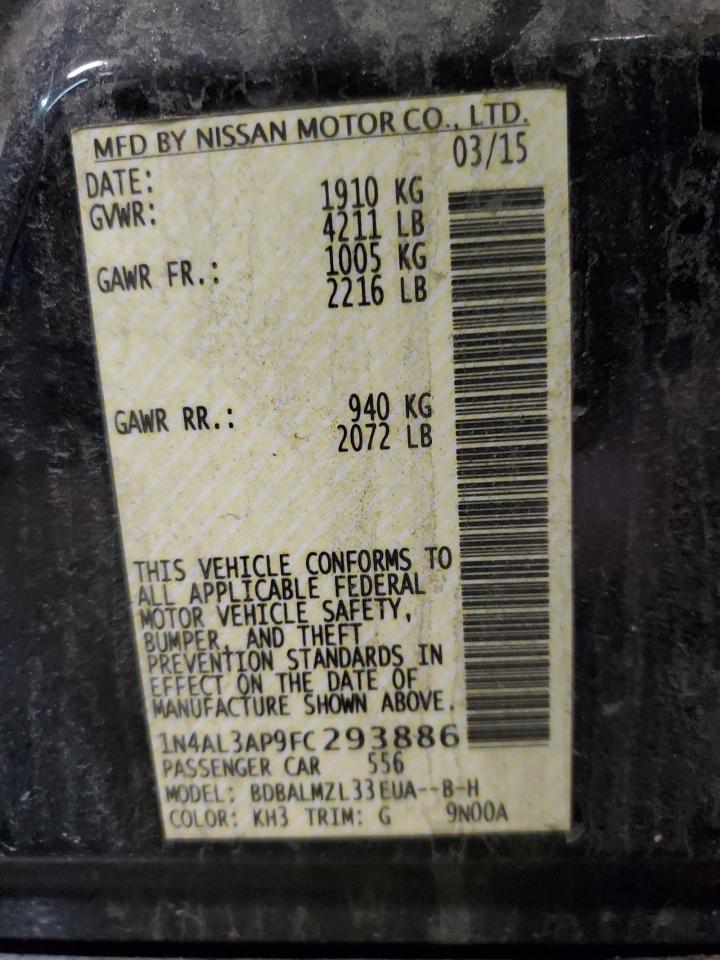 MFD BY NISSAN MOTOR CO., LTD.
DATE: 03/15
GVWR: 1910 KG
4211 LB
GAWR FR.: 1005 KG
2216 LB
GAWR RR.: 940 KG
2072 LB
THIS VEHICLE CONFORMS TO
ALL APPLICABLE FEDERAL
MOTOR VEHICLE SAFETY,
BUMPER, AND THEFT
PREVENTION STANDARDS IN
EFFECT ON THE DATE OF
MANUFACTURE SHOWN ABOVE.
1N4AL3AP9FC293886
PASSENGER CAR 556
MODEL: BDBALMZL33EUA--B-H
COLOR: KH3 TRIM: G 9N00A